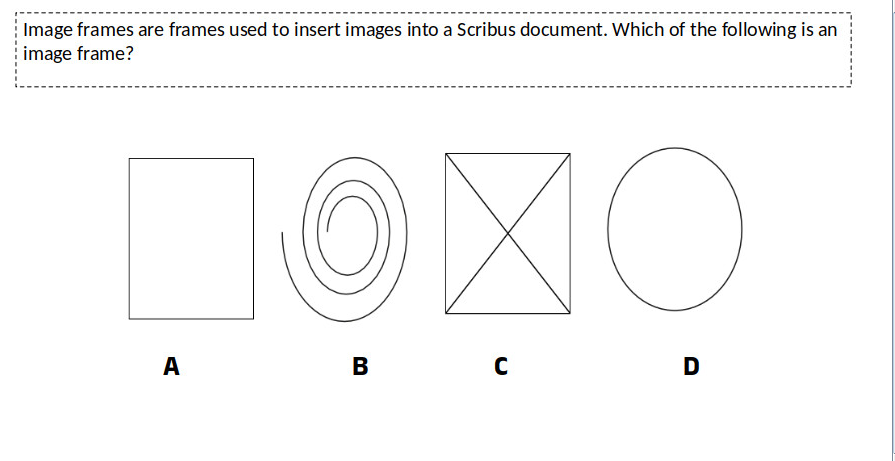 Image frames are frames used to insert images into a Scribus document. Which of the following is an
image frame?
A B C D